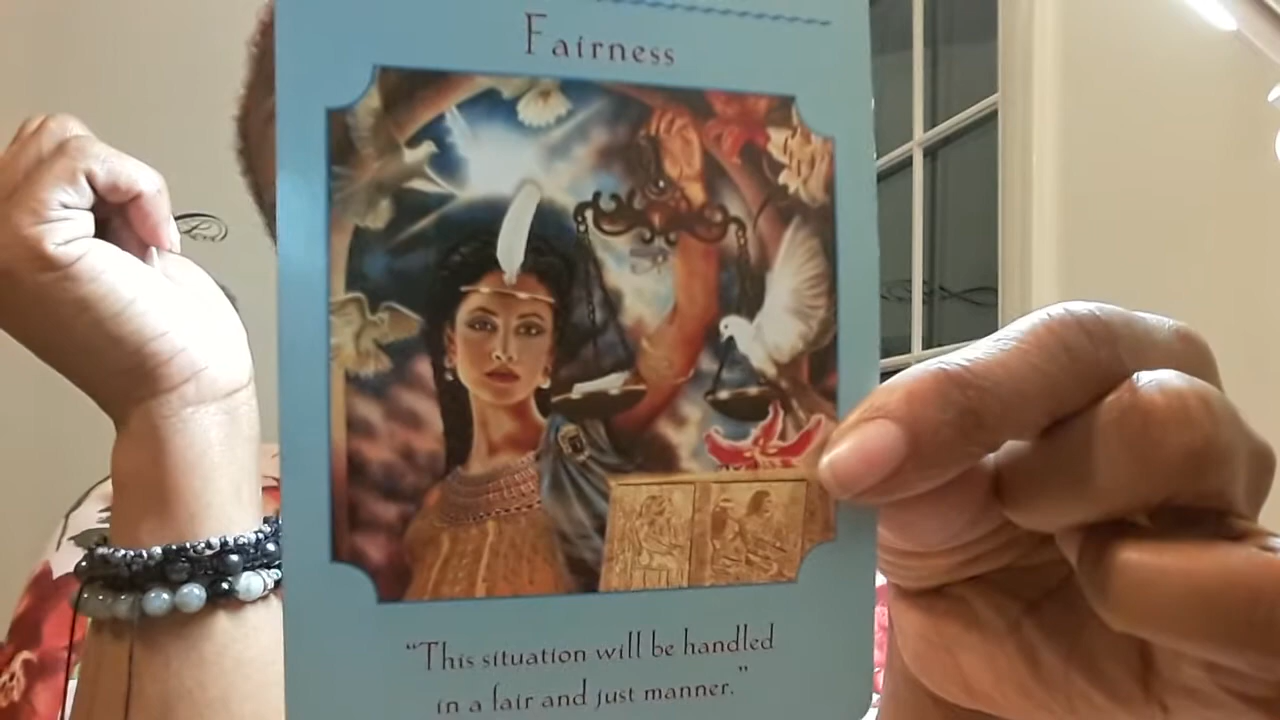 Fairness
"This situation will be handled
in a fair and just manner."